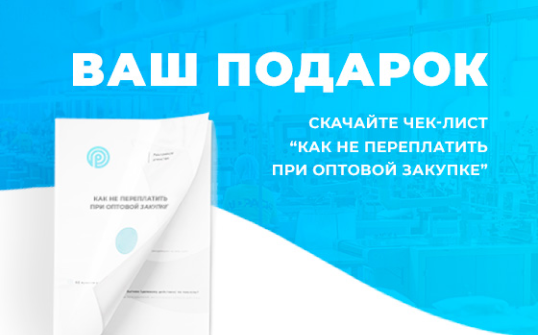 ВАШ ПОДАРОК
СКАЧАЙТЕ ЧЕК-ЛИСТ
“КАК НЕ ПЕРЕПЛАТИТЬ
ПРИ ОПТОВОЙ ЗАКУПКЕ”
КАК НЕ ПЕРЕПЛАТИТЬ
ПРИ ОПТОВОЙ ЗАКУПКЕ